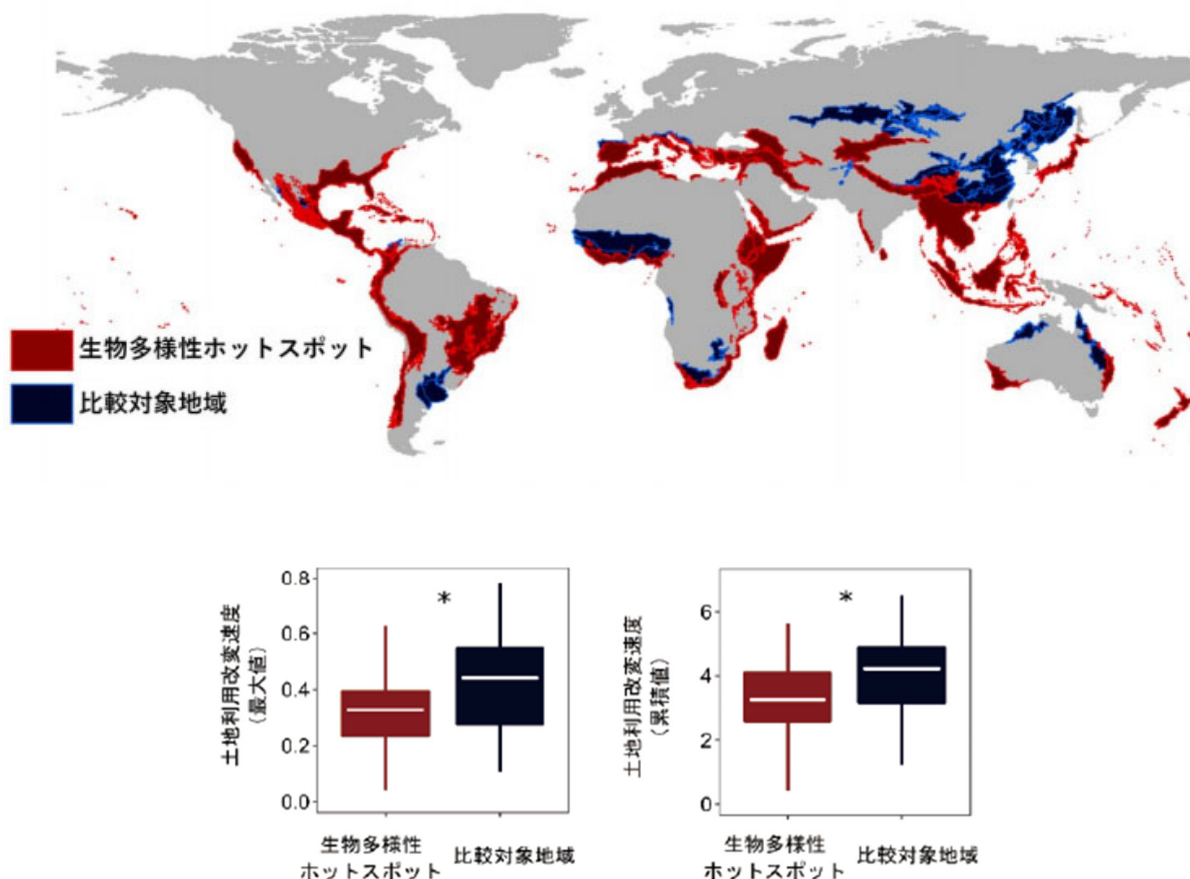 生物多様性ホットスポット
比較対象地域
土地利用改変速度
（最大値）
0.8
0.6
0.4
0.2
0.0
*
生物多様性
ホットスポット
比較対象地域
土地利用改変速度
（累積値）
6
4
2
0
*
生物多様性
ホットスポット
比較対象地域